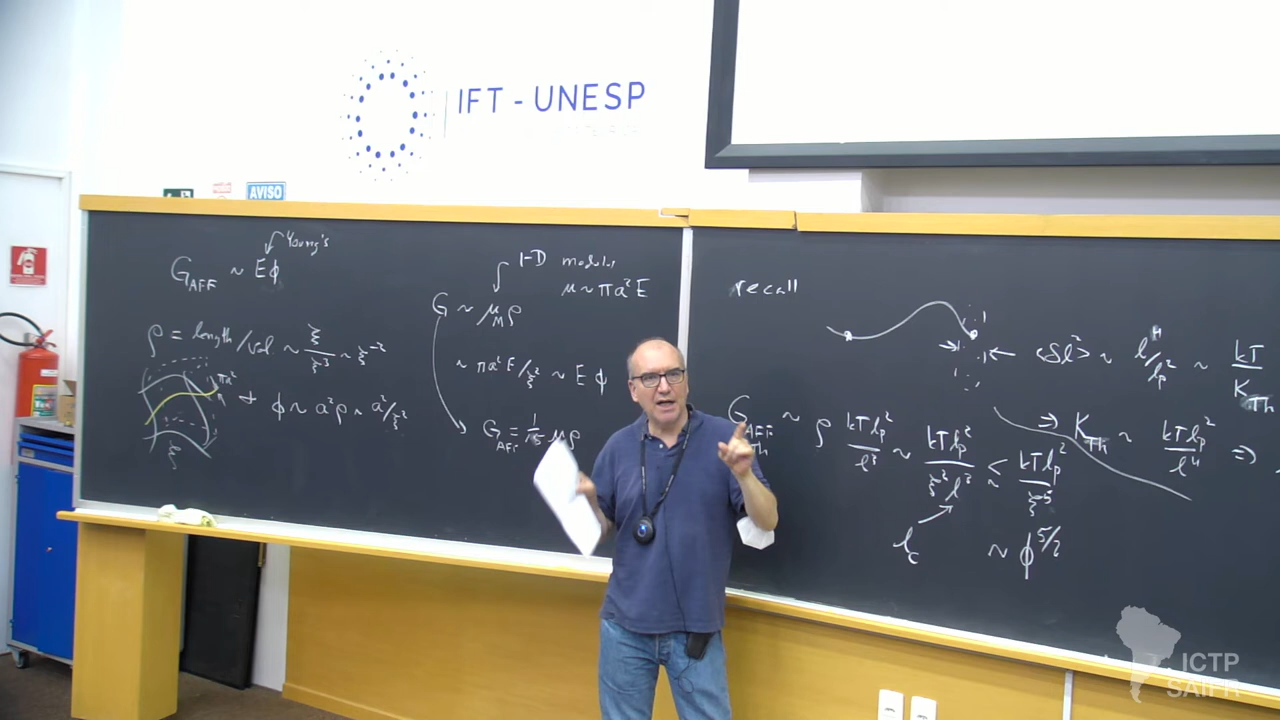 IFT - UNESP
AVISO
Young's
G_AFF ~ Eϕ
ρ = length/vol. ~ ξ/ξ³ ~ ξ⁻²
πa²
ξ
ϕ ~ a²ρ ~ a²/ξ²
1-D modulus
μ ~ πa²E
G ~ μρ
~ πa²E/ξ² ~ E ϕ
G_AFF = 1/15 μρ
recall
<δl²> ~ l⁴/l_p² ~ kT/K_Th
⇒ K_Th ~ kTl_p²/l⁴ ⇒
G_AFF Th ~ ρ kTl_p²/l³ ~ kTl_p²/ξ²l³ ≲ kTl_p²/ξ⁵
l_c
~ ϕ^5/2
ICTP
SAIFR